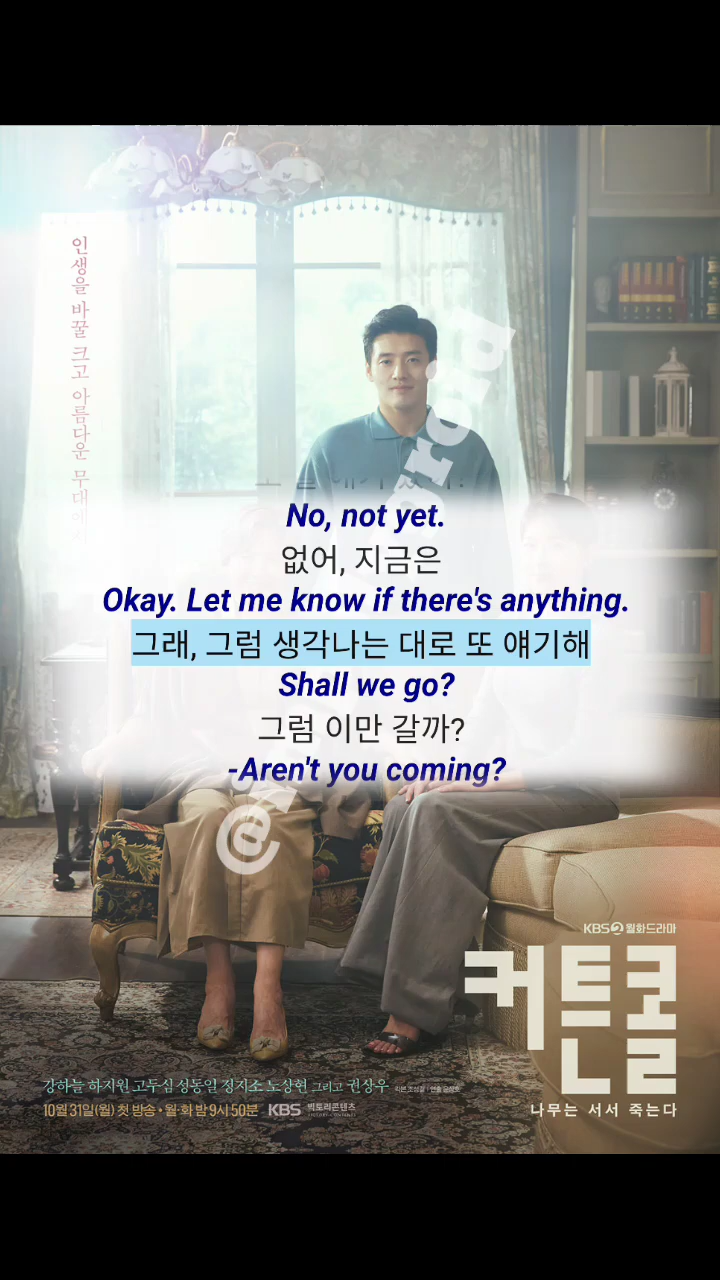 인생을 바꿀 크고 아름다운 무대에
No, not yet.
없어, 지금은
Okay. Let me know if there's anything.
그래, 그럼 생각나는 대로 또 얘기해
Shall we go?
그럼 이만 갈까?
-Aren't you coming?
KBS2 월화드라마
커튼콜
나무는 서서 죽는다
강하늘 하지원 고두심 성동일 정지소 노상현 그리고 권상우
10월 31일(월) 첫 방송 • 월·화 밤 9시 50분 KBS 빅토리콘텐츠